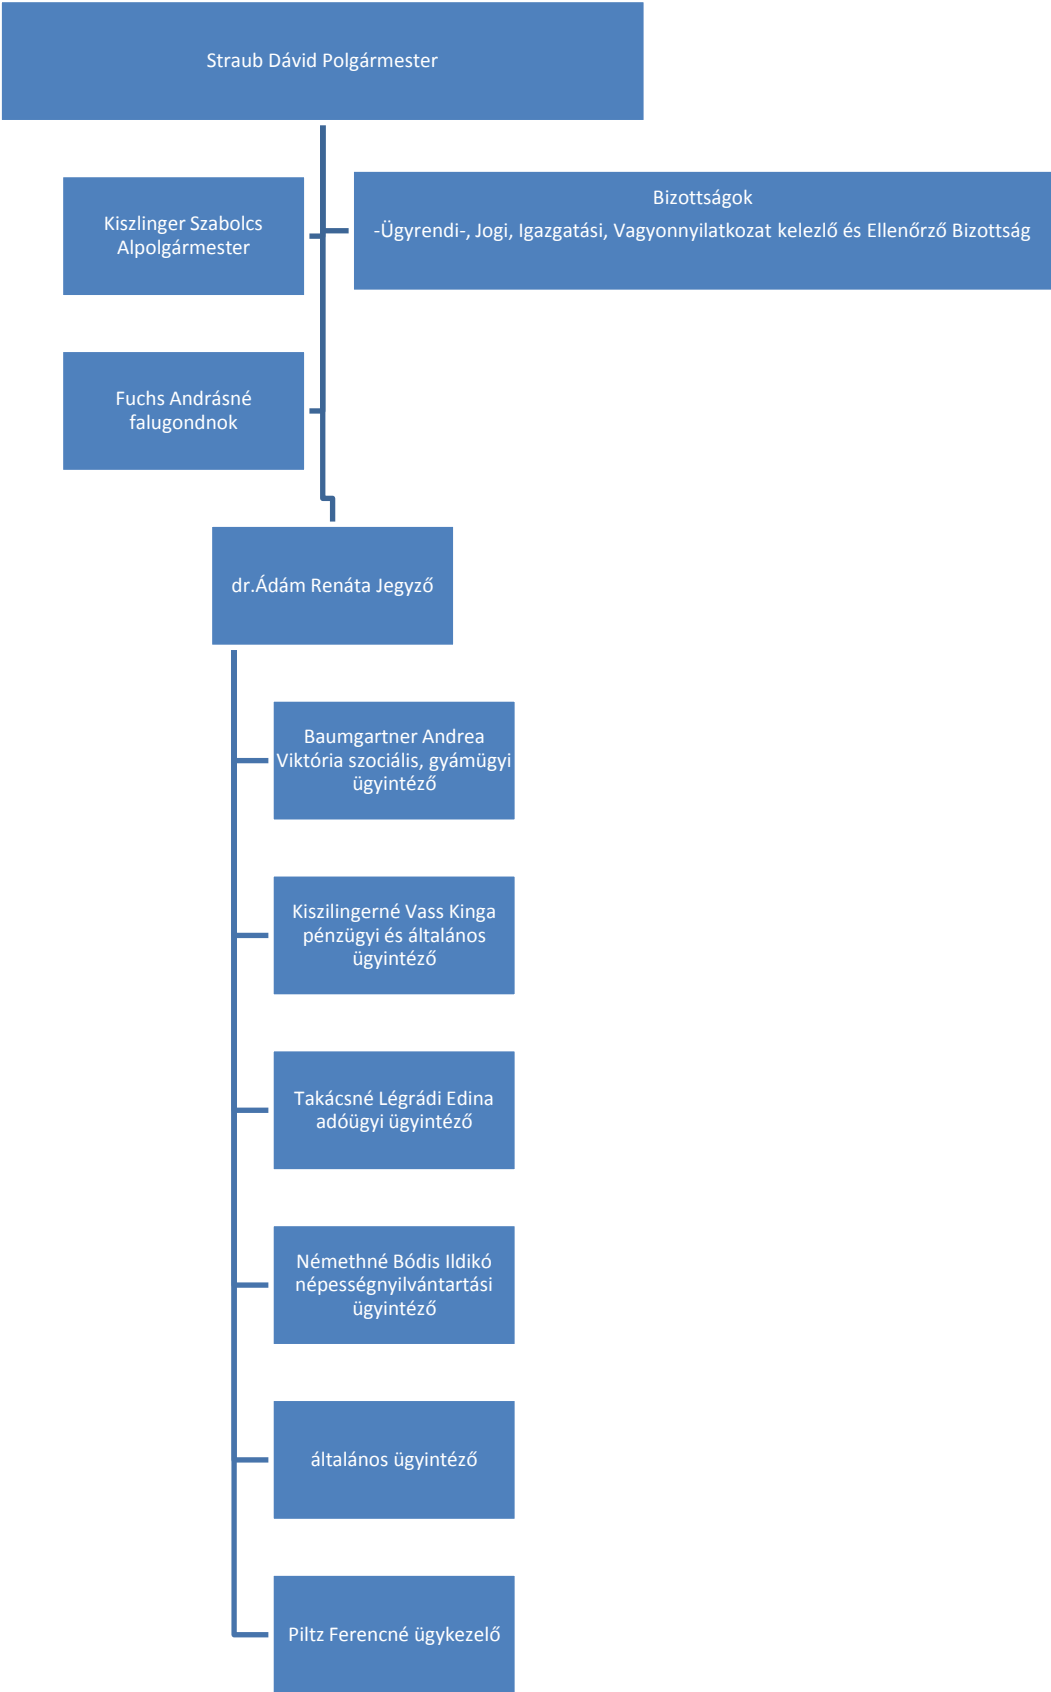 Straub Dávid Polgármester
Kiszlinger Szabolcs
Alpolgármester
Bizottságok
-Ügyrendi-, Jogi, Igazgatási, Vagyonnyilatkozat kelezlő és Ellenőrző Bizottság
Fuchs Andrásné
falugondnok
dr.Ádám Renáta Jegyző
Baumgartner Andrea
Viktória szociális, gyámügyi
ügyintéző
Kiszilingerné Vass Kinga
pénzügyi és általános
ügyintéző
Takácsné Légrádi Edina
adóügyi ügyintéző
Némethné Bódis Ildikó
népességnyilvántartási
ügyintéző
általános ügyintéző
Piltz Ferencné ügykezelő